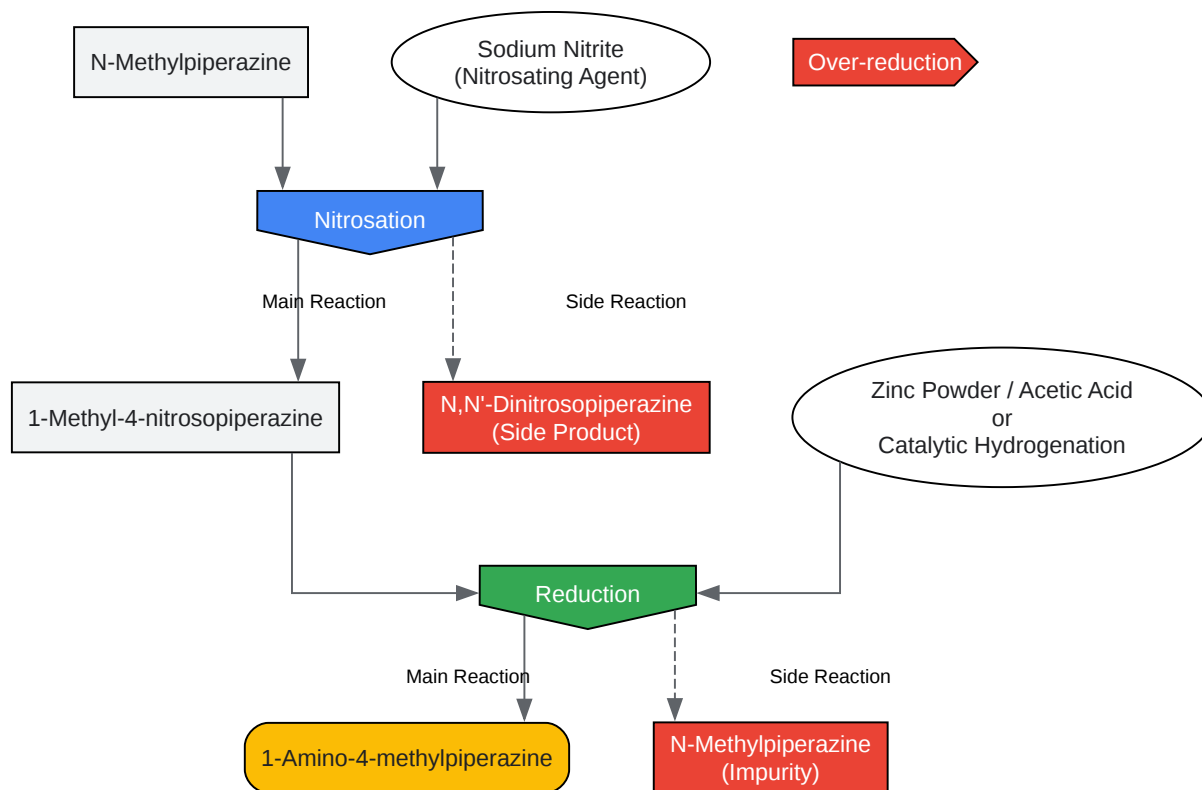 N-Methylpiperazine
Sodium Nitrite
(Nitrosating Agent)
Over-reduction
Nitrosation
Main Reaction
Side Reaction
1-Methyl-4-nitrosopiperazine
N,N'-Dinitrosopiperazine
(Side Product)
Zinc Powder / Acetic Acid
or
Catalytic Hydrogenation
Reduction
Main Reaction
Side Reaction
1-Amino-4-methylpiperazine
N-Methylpiperazine
(Impurity)